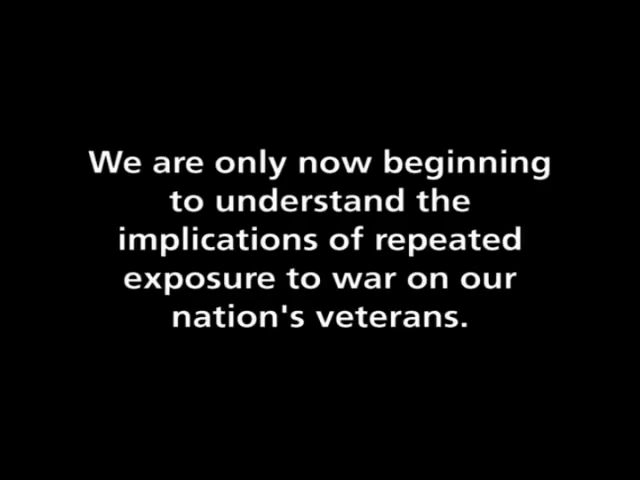 We are only now beginning
to understand the
implications of repeated
exposure to war on our
nation's veterans.